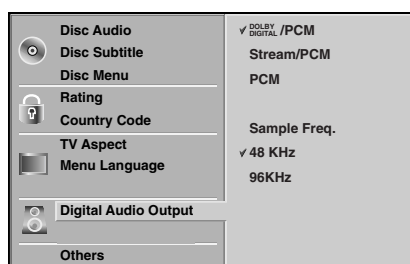 Disc Audio
Disc Subtitle
Disc Menu
Rating
Country Code
TV Aspect
Menu Language
Digital Audio Output
Others
✓ DOLBY DIGITAL /PCM
Stream/PCM
PCM
Sample Freq.
✓ 48 KHz
96KHz